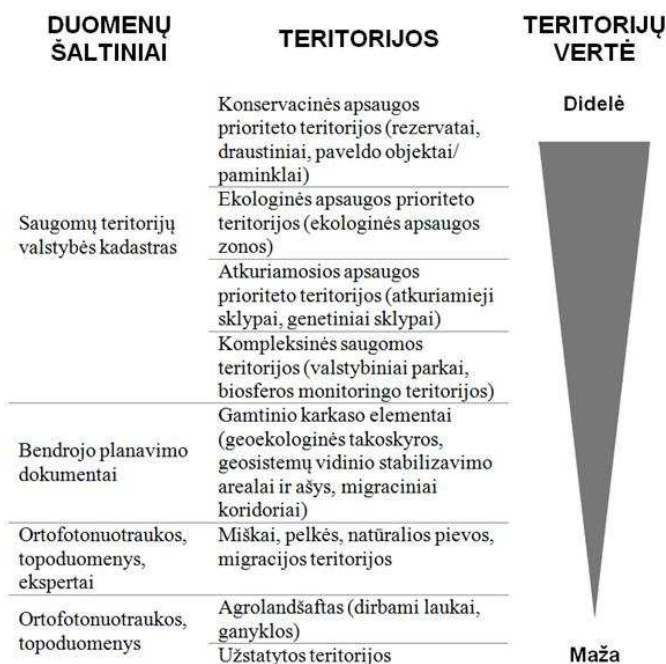 DUOMENŲ
ŠALTINIAI
TERITORIJOS
TERITORIJŲ
VERTĖ
Saugomų teritorijų
valstybės kadastras
Konservacinės apsaugos
prioriteto teritorijos (rezervatai,
draustiniai, paveldo objektai/
paminklai)
Ekologinės apsaugos prioriteto
teritorijos (ekologinės apsaugos
zonos)
Atkuriamosios apsaugos
prioriteto teritorijos (atkuriamieji
sklypai, genetiniai sklypai)
Kompleksinės saugomos
teritorijos (valstybiniai parkai,
biosferos monitoringo teritorijos)
Bendrojo planavimo
dokumentai
Gamtinio karkaso elementai
(geoekologinės takoskyros,
geosistemų vidinio stabilizavimo
arealai ir ašys, migraciniai
koridoriai)
Ortofotonuotraukos,
topoduomenys,
ekspertai
Miškai, pelkės, natūralios pievos,
migracijos teritorijos
Ortofotonuotraukos,
topoduomenys
Agrolandšaftas (dirbami laukai,
ganyklos)
Užstatytos teritorijos
Didelė
Maža